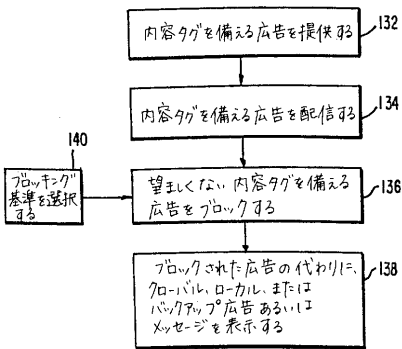 内容タグを備える広告を提供する
132
内容タグを備える広告を配信する
134
140
ブロッキング
基準を選択
する
望ましくない内容タグを備える
広告をブロックする
136
ブロックされた広告の代わりに、
クローバル、ローカル、または
バックアップ広告あるいは
メッセージを表示する
138